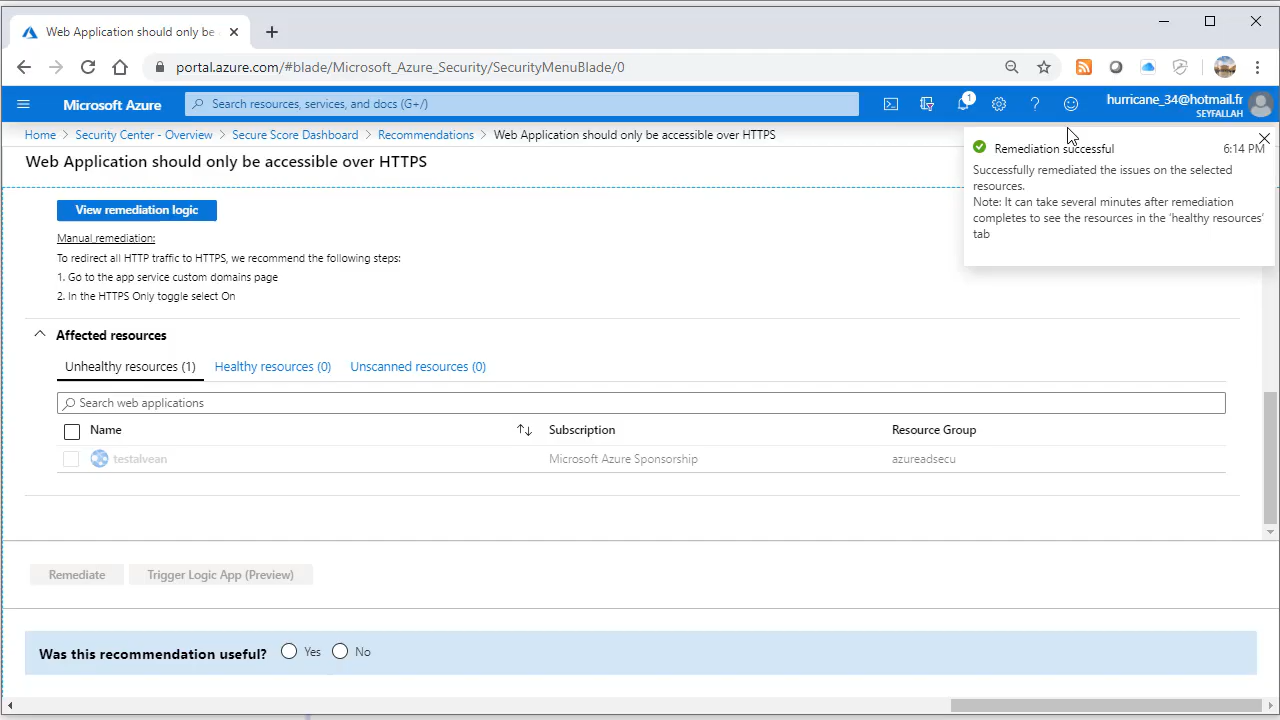 Web Application should only be
portal.azure.com/#blade/Microsoft_Azure_Security/SecurityMenuBlade/0
Microsoft Azure
Search resources, services, and docs (G+/)
1
hurricane_34@hotmail.fr
SEYFALLAH
Home > Security Center - Overview > Secure Score Dashboard > Recommendations > Web Application should only be accessible over HTTPS
Web Application should only be accessible over HTTPS
Remediation successful 6:14 PM
Successfully remediated the issues on the selected
resources.
Note: It can take several minutes after remediation
completes to see the resources in the 'healthy resources'
tab
View remediation logic
Manual remediation:
To redirect all HTTP traffic to HTTPS, we recommend the following steps:
1. Go to the app service custom domains page
2. In the HTTPS Only toggle select On
Affected resources
Unhealthy resources (1) Healthy resources (0) Unscanned resources (0)
Search web applications
Name Subscription Resource Group
testalvean Microsoft Azure Sponsorship azureadsecu
Remediate Trigger Logic App (Preview)
Was this recommendation useful? Yes No